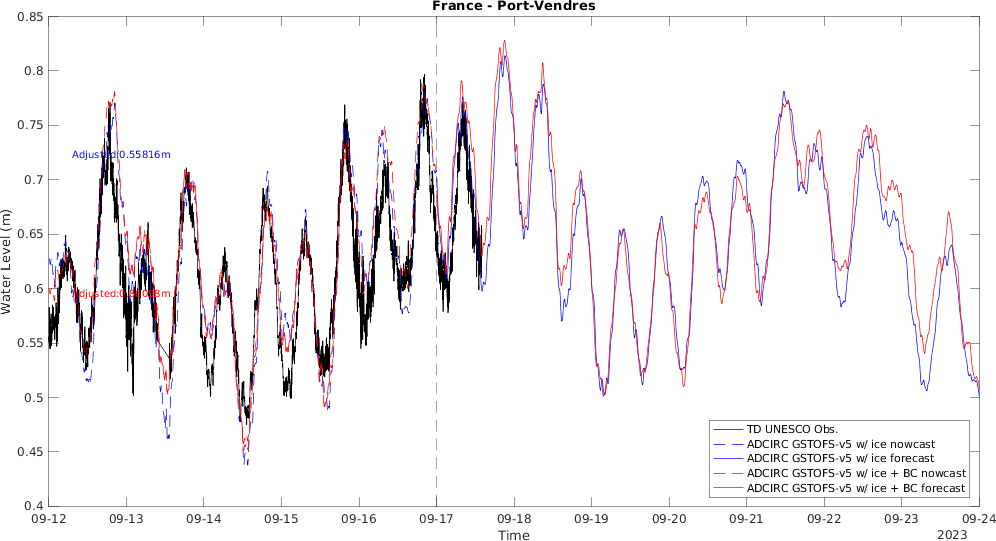 France - Port-Vendres
0.85
0.8
0.75
0.7
0.65
0.6
0.55
0.5
0.45
0.4
Water Level (m)
Adjusted:0.55816m
09-12
09-13
09-14
09-15
09-16
09-17
09-18
09-19
09-20
09-21
09-22
09-23
09-24
Time
2023
TD UNESCO Obs.
ADCIRC GSTOFS-v5 w/ ice nowcast
ADCIRC GSTOFS-v5 w/ ice forecast
ADCIRC GSTOFS-v5 w/ ice + BC nowcast
ADCIRC GSTOFS-v5 w/ ice + BC forecast